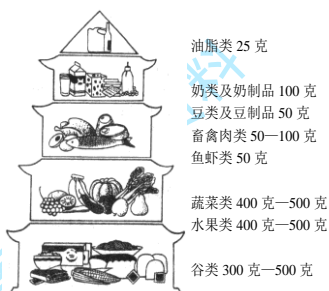 油脂类 25 克
奶类及奶制品 100 克
豆类及豆制品 50 克
畜禽肉类 50—100 克
鱼虾类 50 克
蔬菜类 400 克—500 克
水果类 400 克—500 克
谷类 300 克—500 克